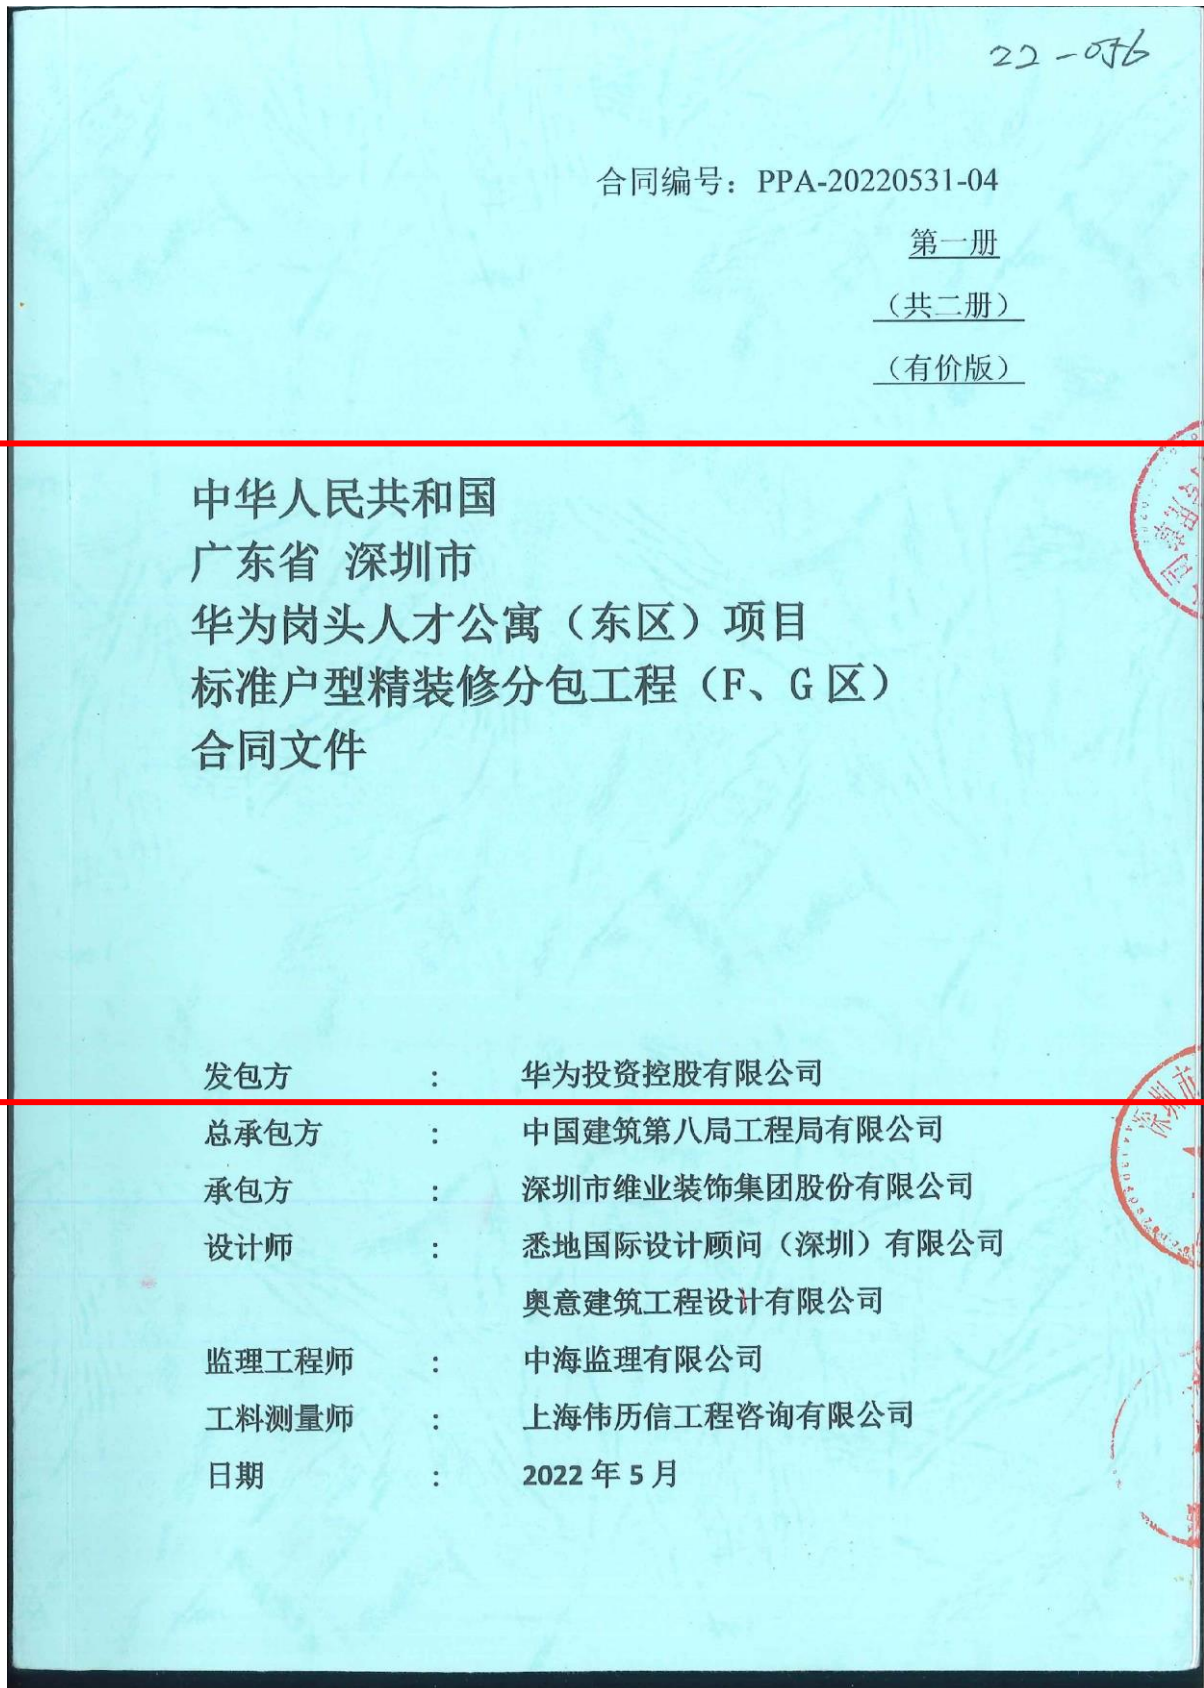 22-056
合同编号：PPA-20220531-04
第一册
（共二册）
（有价版）
中华人民共和国
广东省 深圳市
华为岗头人才公寓（东区）项目
标准户型精装修分包工程（F、G 区）
合同文件
发包方 : 华为投资控股有限公司
总承包方 : 中国建筑第八局工程局有限公司
承包方 : 深圳市维业装饰集团股份有限公司
设计师 : 悉地国际设计顾问（深圳）有限公司
奥意建筑工程设计有限公司
监理工程师 : 中海监理有限公司
工料测量师 : 上海伟历信工程咨询有限公司
日期 : 2022 年 5 月
深圳市